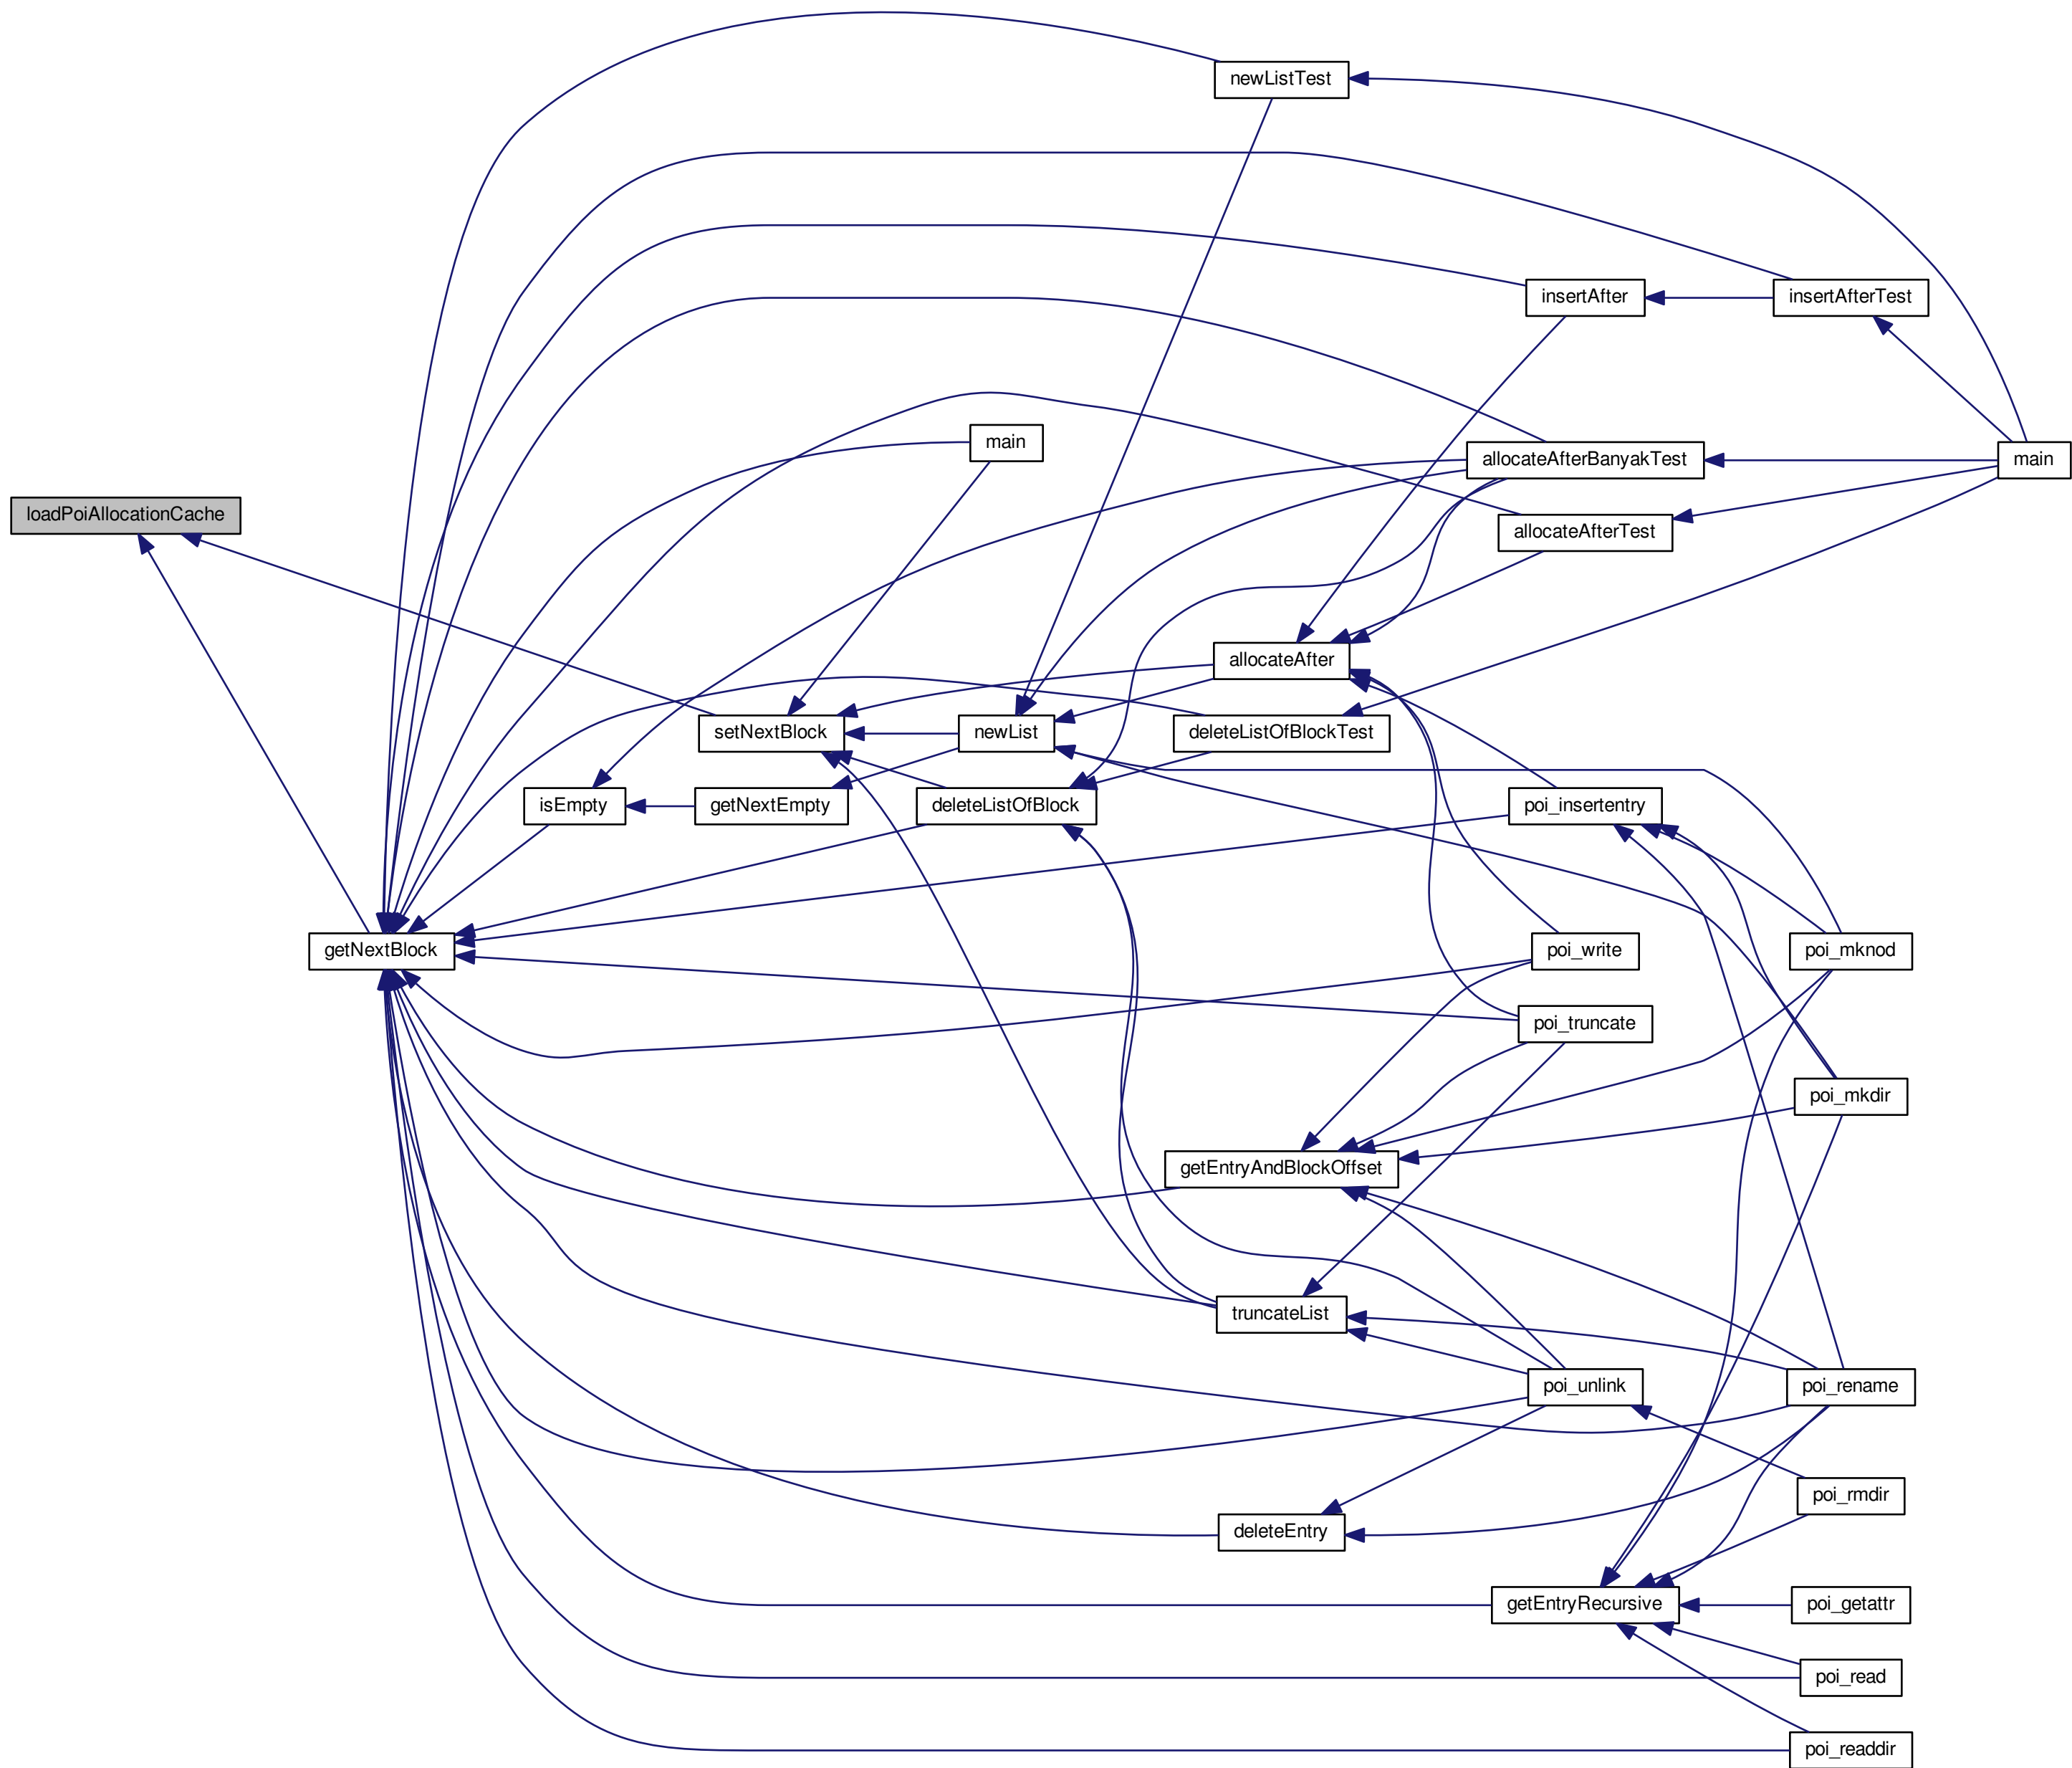 newListTest
insertAfter
insertAfterTest
main
allocateAfterBanyakTest
main
loadPoiAllocationCache
allocateAfterTest
allocateAfter
setNextBlock
newList
deleteListOfBlockTest
isEmpty
getNextEmpty
deleteListOfBlock
poi_insertentry
getNextBlock
poi_write
poi_mknod
poi_truncate
poi_mkdir
getEntryAndBlockOffset
truncateList
poi_unlink
poi_rename
poi_rmdir
deleteEntry
getEntryRecursive
poi_getattr
poi_read
poi_readdir